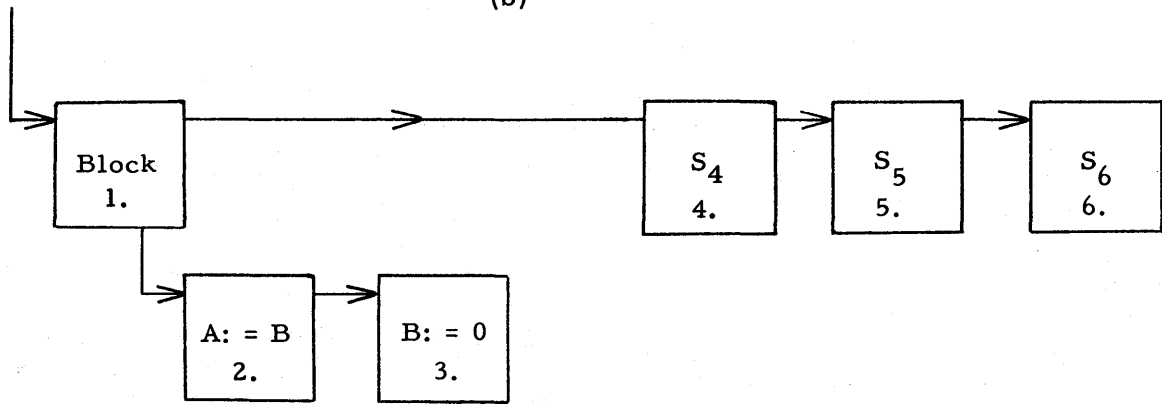 (b)
Block
1.
S4
4.
S5
5.
S6
6.
A: = B
2.
B: = 0
3.